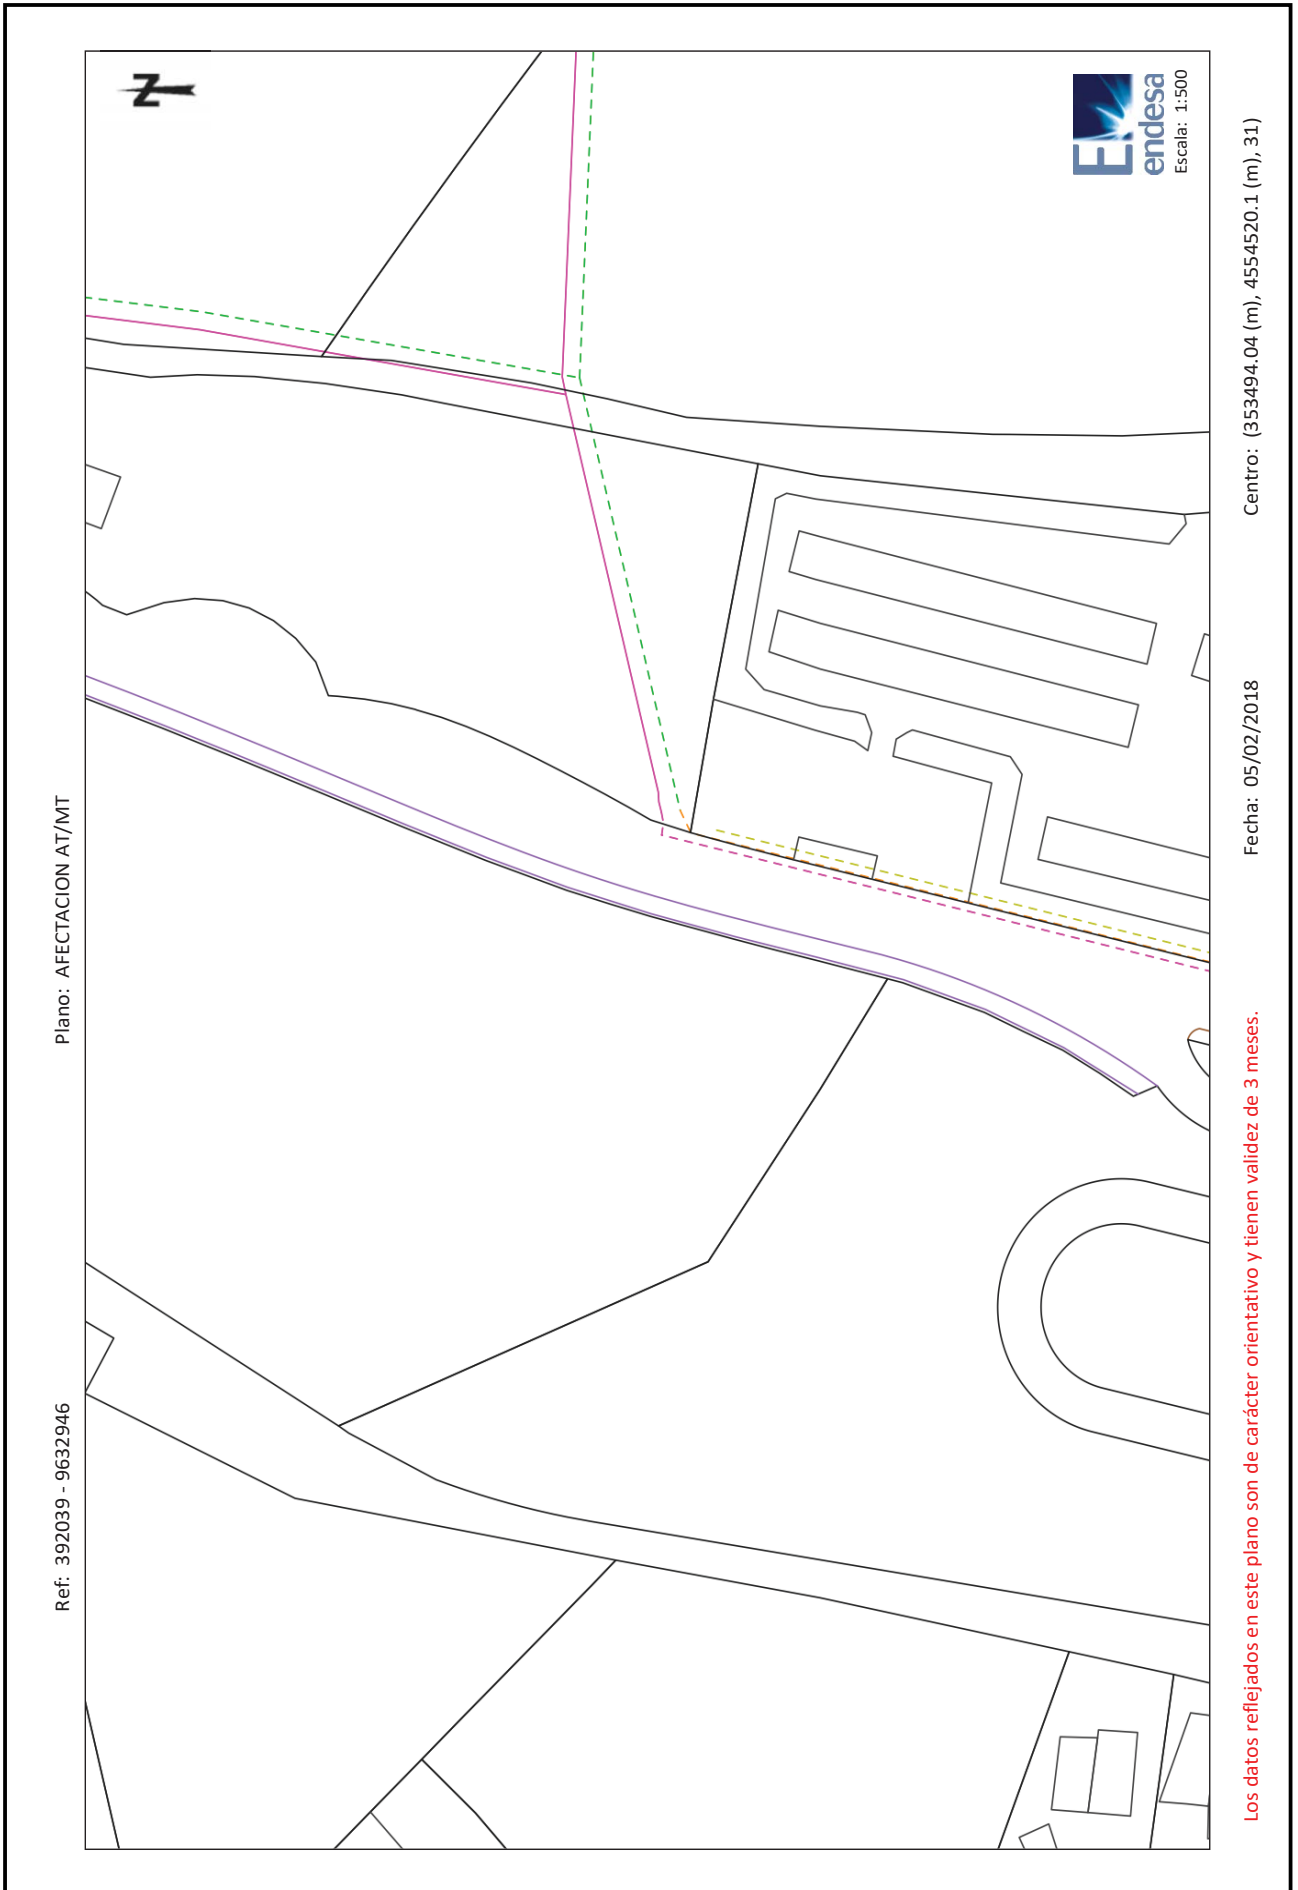 Ref: 392039 - 9632946
Plano: AFECTACION AT/MT
N
endesa
Escala: 1:500
Los datos reflejados en este plano son de carácter orientativo y tienen validez de 3 meses.
Fecha: 05/02/2018
Centro: (353494.04 (m), 4554520.1 (m), 31)